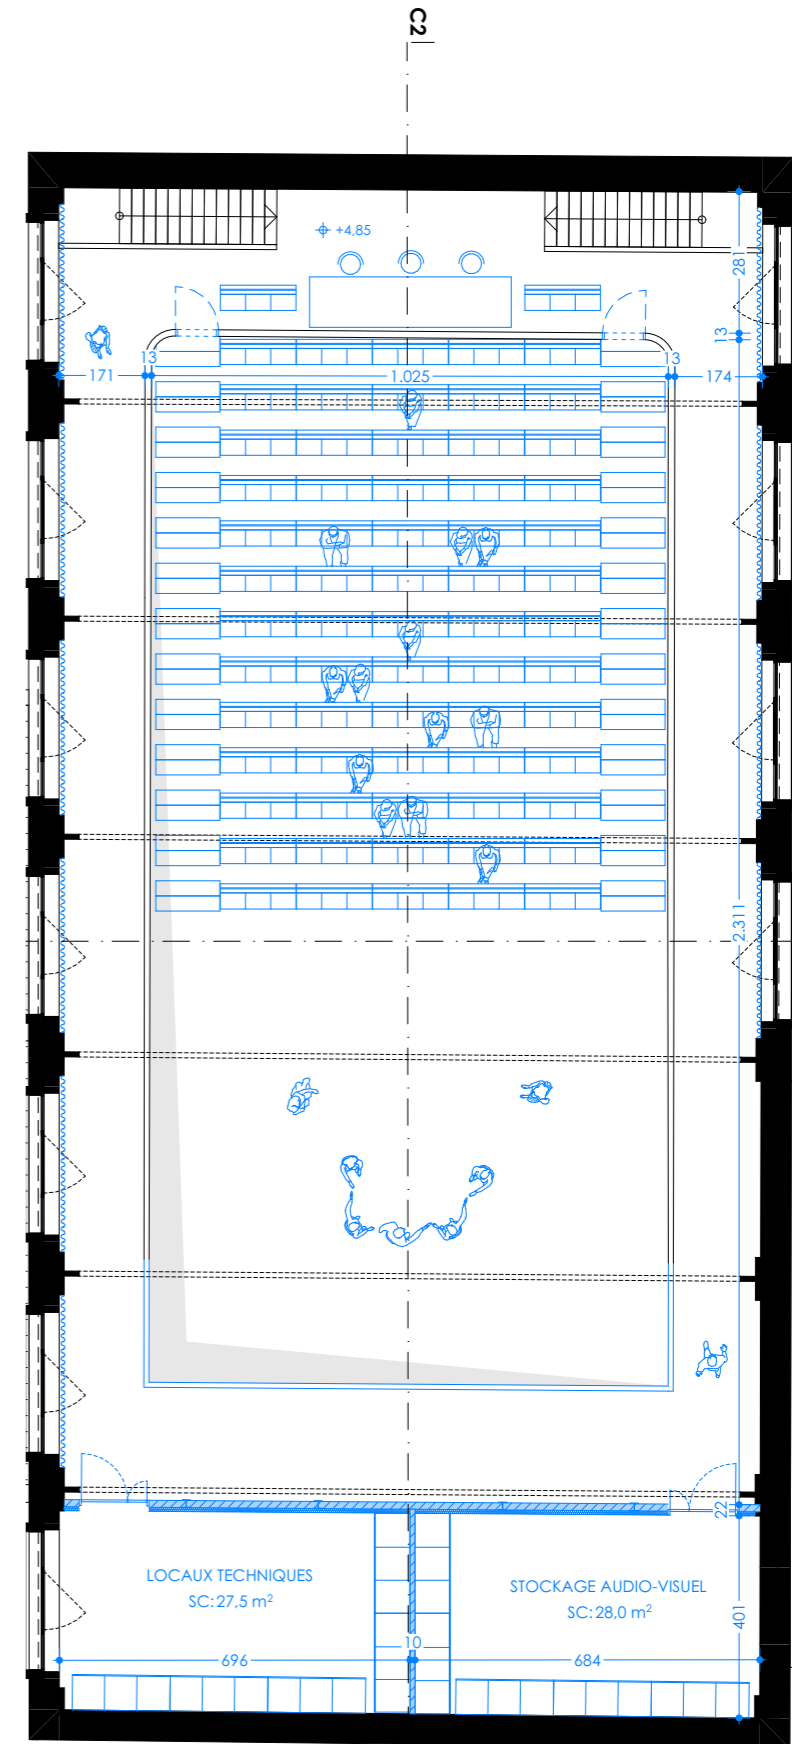 C2
+4,85
281
13
13
13
171
1.025
174
2.311
22
LOCAUX TECHNIQUES
SC: 27,5 m²
STOCKAGE AUDIO-VISUEL
SC: 28,0 m²
401
10
696
684